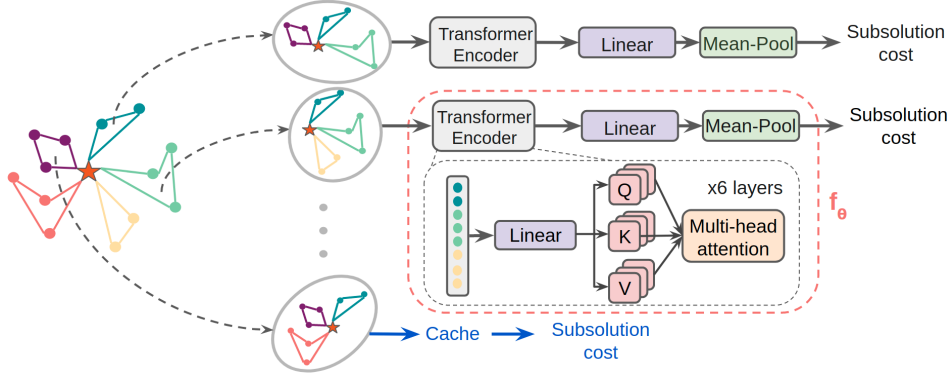 Transformer
Encoder
Linear
Mean-Pool
Subsolution
cost
Transformer
Encoder
Linear
Mean-Pool
Subsolution
cost
f_θ
x6 layers
Q
Linear
K
Multi-head
attention
V
Cache
Subsolution
cost